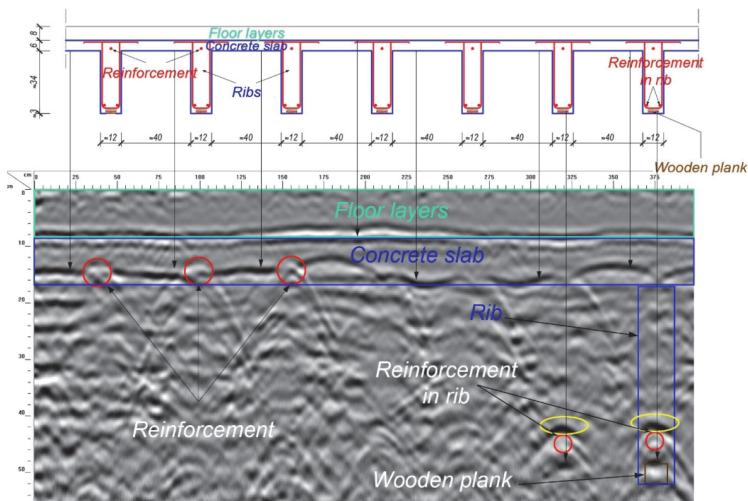 8
6
≈34
≈3
Floor layers
Concrete slab
Reinforcement
Ribs
Reinforcement
in rib
≈12 ≈40 ≈12 ≈40 ≈12 ≈40 ≈12 ≈40 ≈12 ≈40 ≈12 ≈40 ≈12
Wooden plank
cm 0 25 50 75 100 125 150 175 200 225 250 275 300 325 350 375
0
10
20
30
40
50
Floor layers
Concrete slab
Rib
Reinforcement
in rib
Reinforcement
Wooden plank